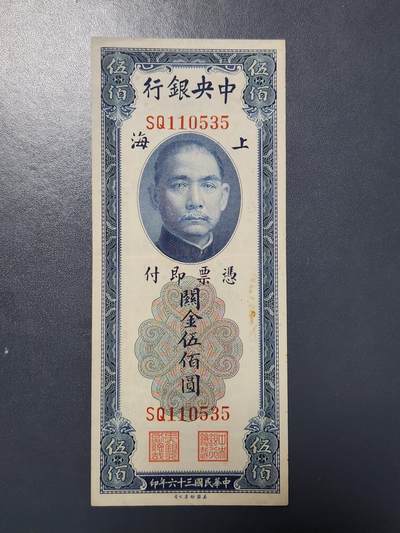 伍佰
伍佰
中央銀行
SQ110535
上海
憑票即付
關金伍佰圓
SQ110535
伍佰
伍佰
中華民國三十六年印